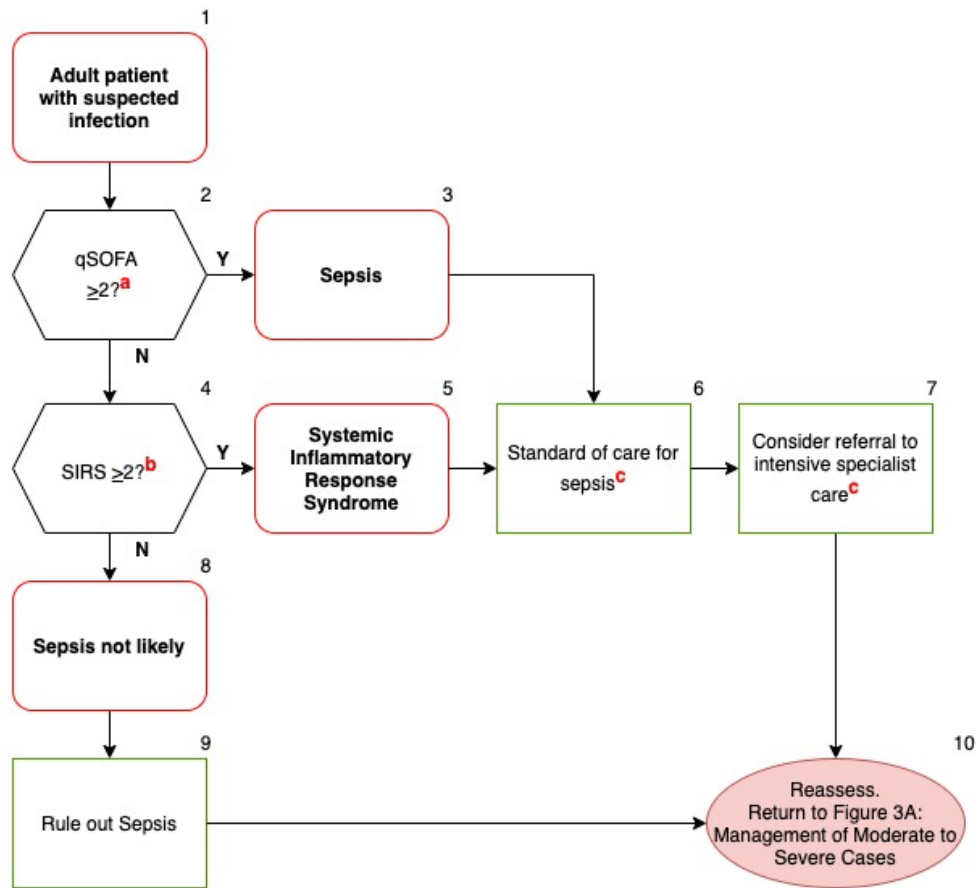 1
Adult patient
with suspected
infection
2
qSOFA
≥2?a
Y
3
Sepsis
N
4
SIRS ≥2?b
Y
5
Systemic
Inflammatory
Response
Syndrome
6
Standard of care for
sepsisc
7
Consider referral to
intensive specialist
carec
N
8
Sepsis not likely
9
Rule out Sepsis
10
Reassess.
Return to Figure 3A:
Management of Moderate to
Severe Cases